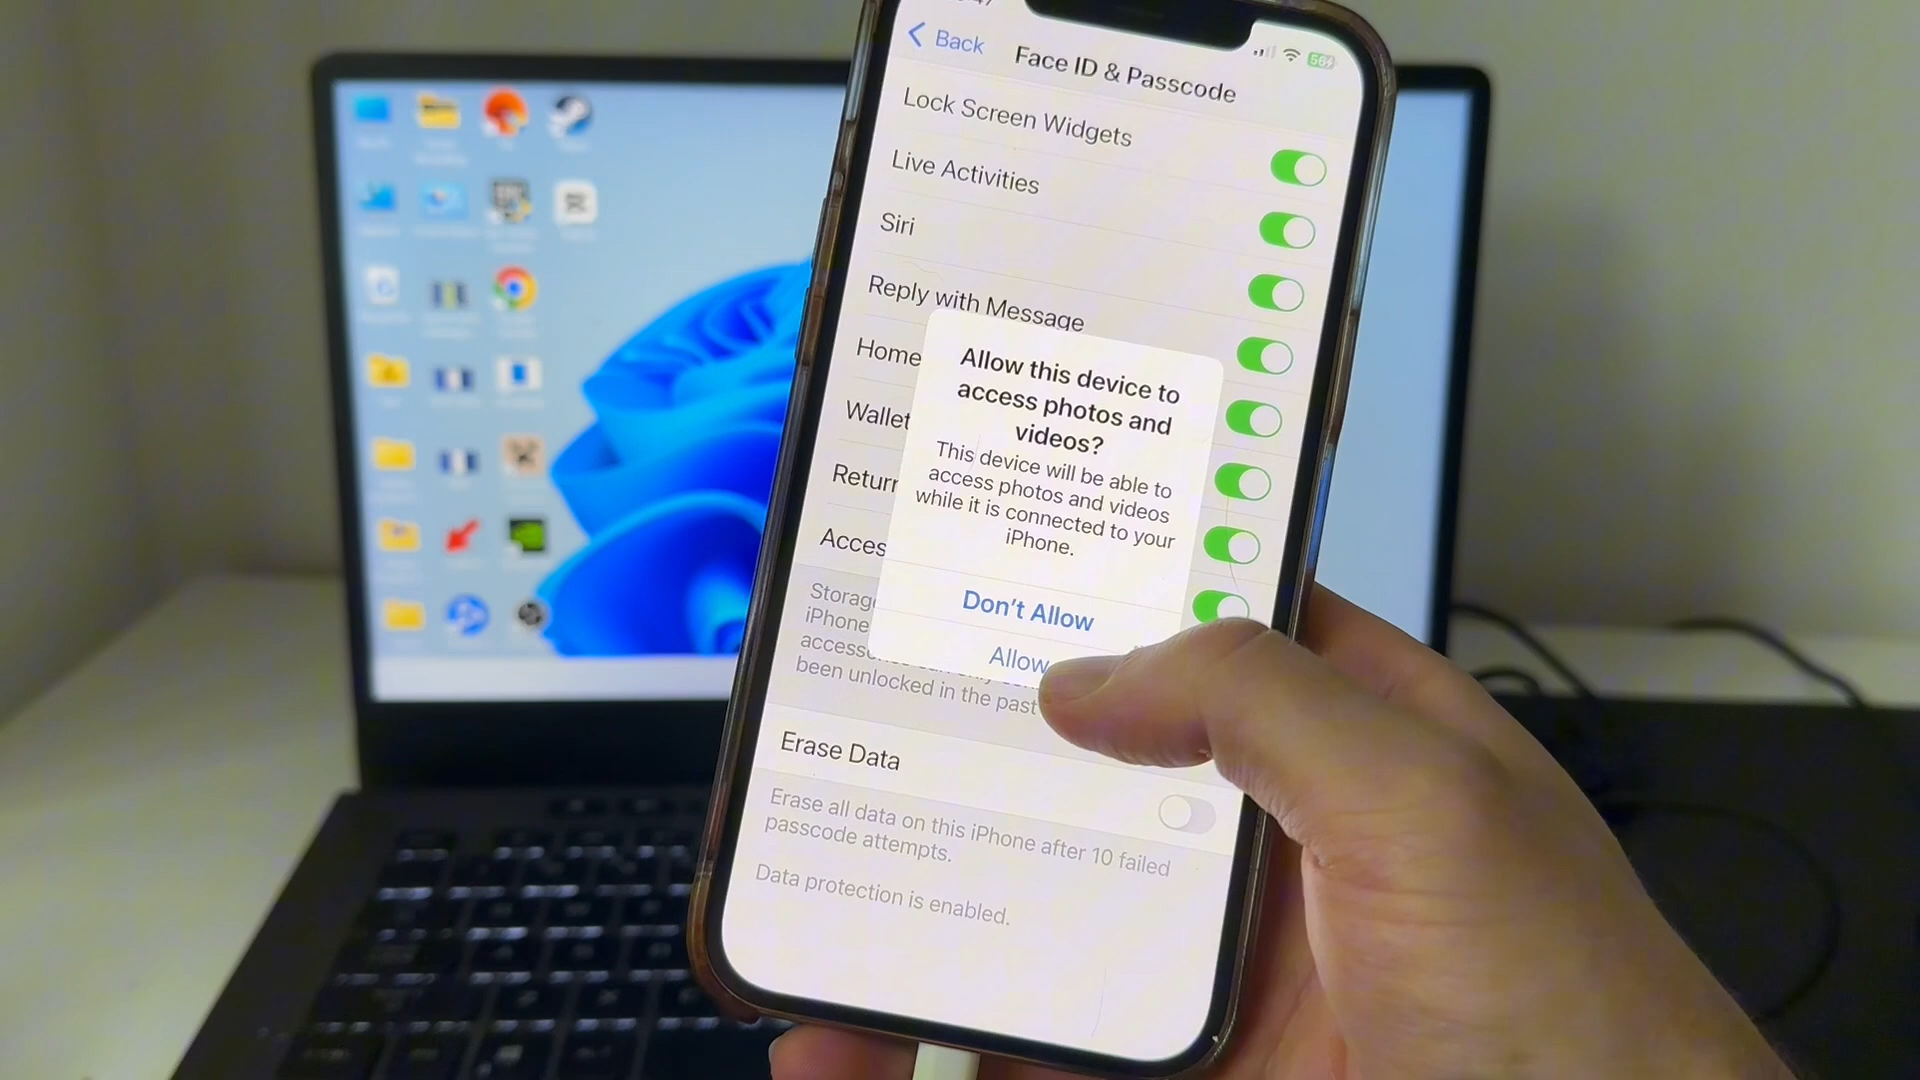 Back
Face ID & Passcode
56
Lock Screen Widgets
Live Activities
Siri
Reply with Message
Home
Wallet
Return
Allow this device to
access photos and
videos?
This device will be able to
access photos and videos
while it is connected to your
iPhone.
Don't Allow
Allow
iPhone
been unlocked in the past
Erase Data
Erase all data on this iPhone after 10 failed
passcode attempts.
Data protection is enabled.